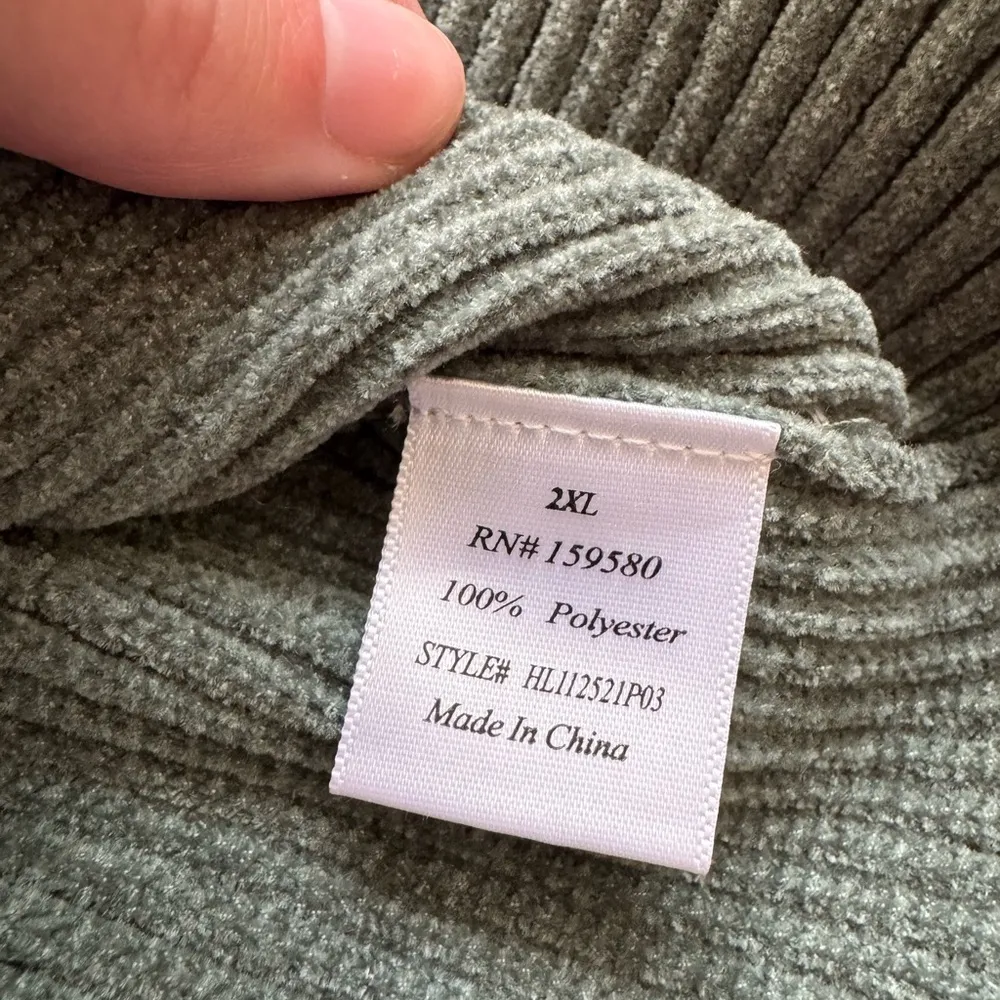 2XL
RN# 159580
100% Polyester
STYLE# HL112521P03
Made In China